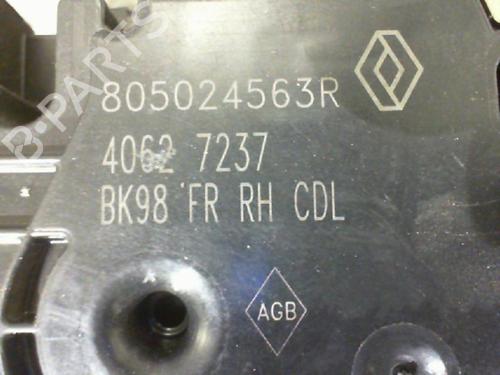 805024563R
4062 7237
BK98 FR RH CDL
A
AGB
B-PARTS